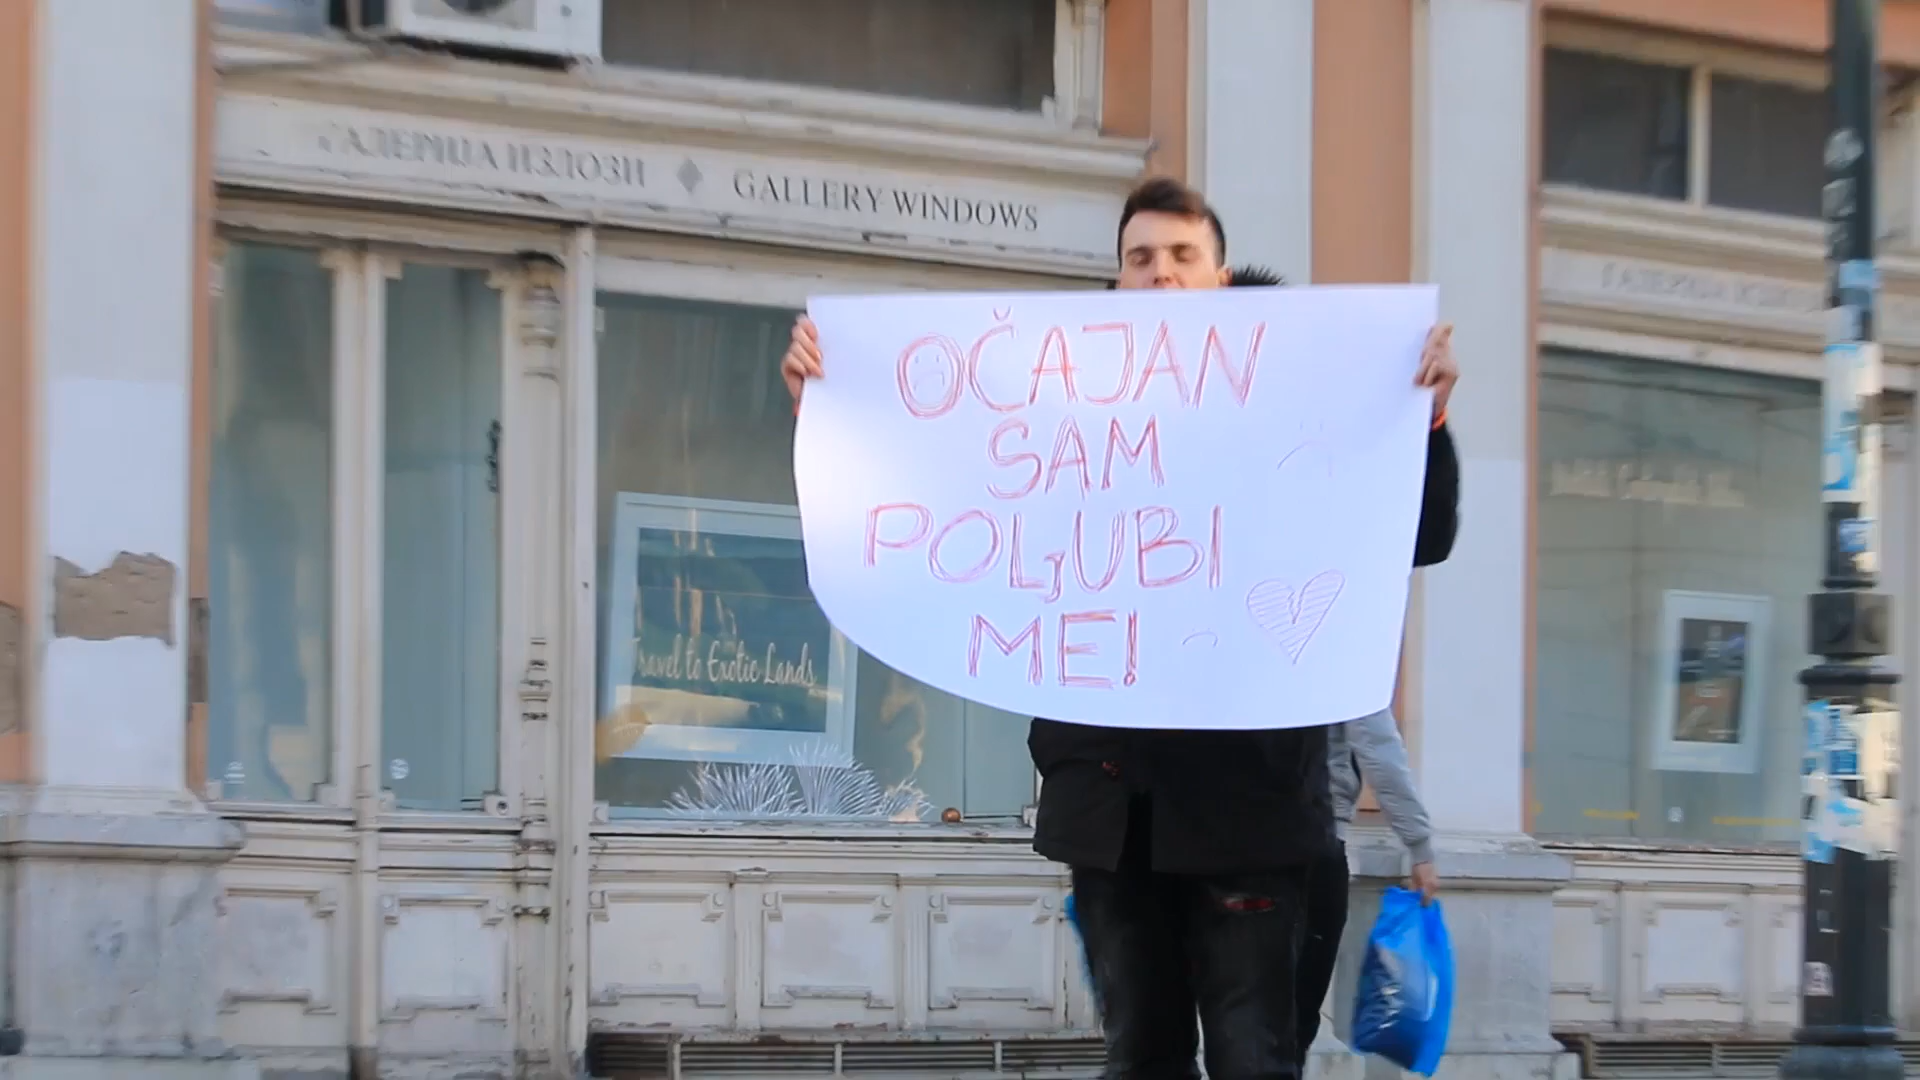 ГАЛЕРИЈА ИЗЛОЗИ ◆ GALLERY WINDOWS
OČAJAN
SAM
POLjUBI
ME!
Travel to Exotic Lands